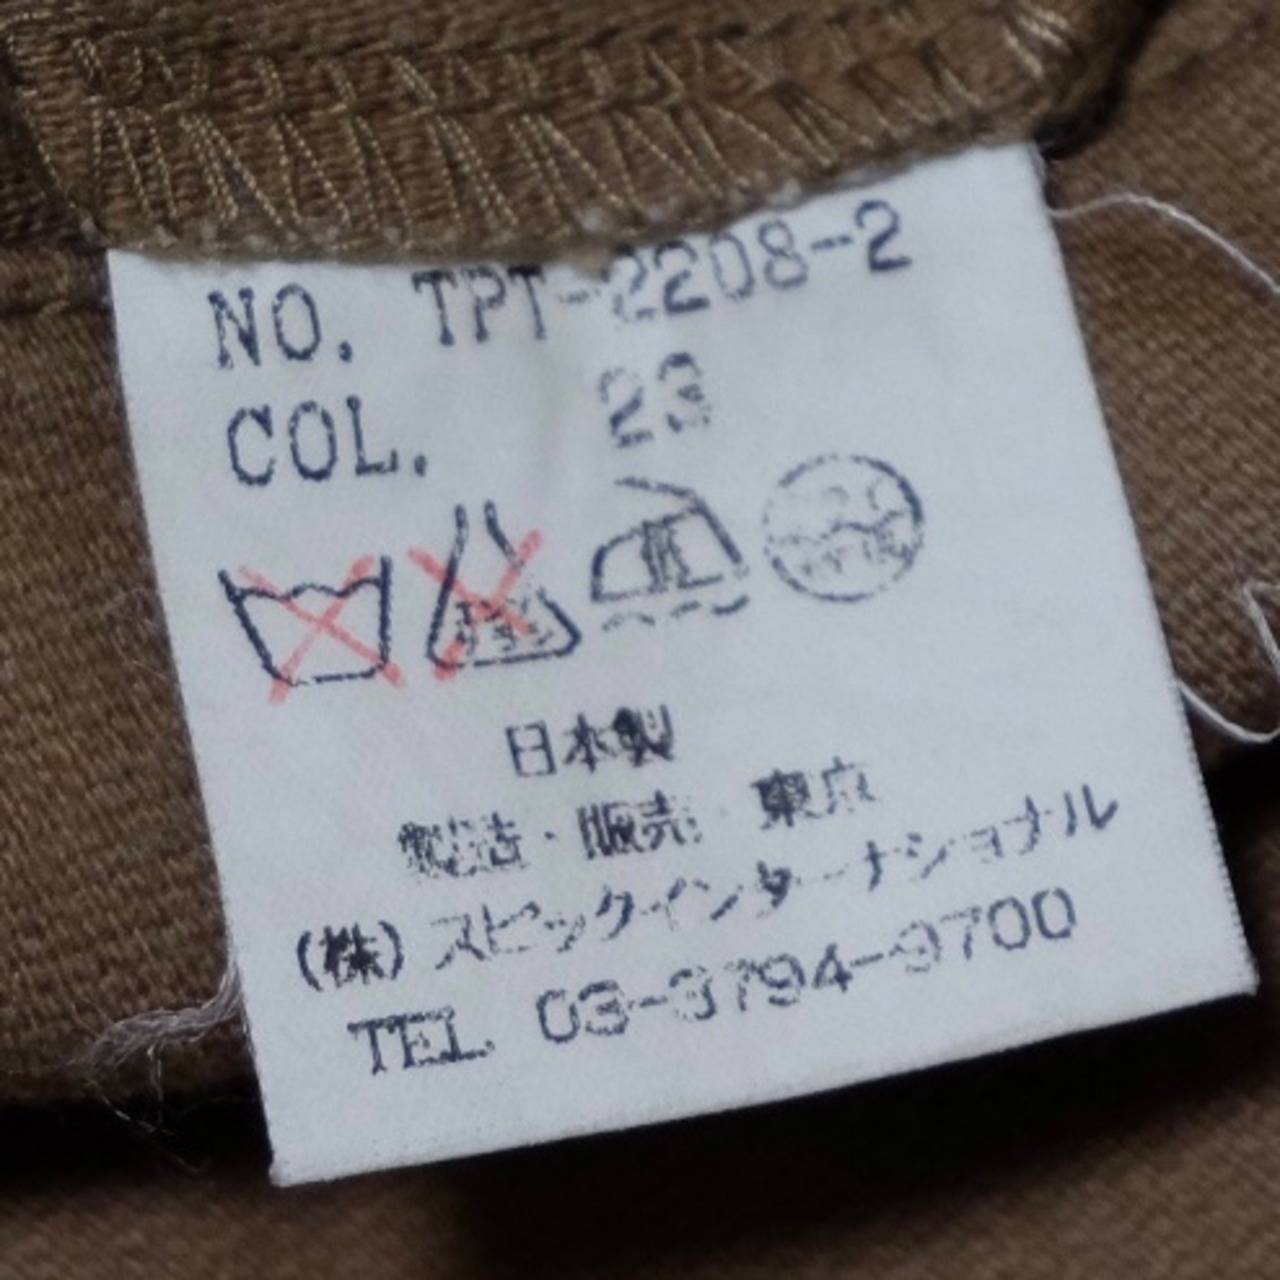 NO. TPT-2208-2
COL. 23
日本製
製造・販売 東京
(株)スピックインターナショナル
TEL 03-3794-9700